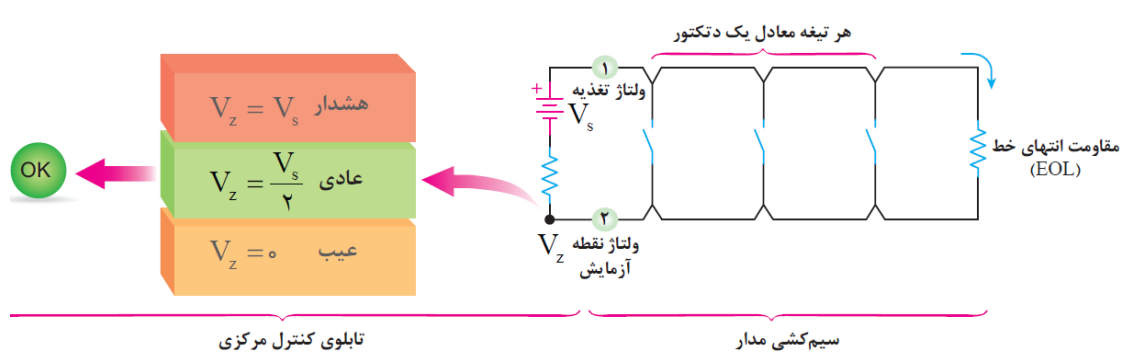 هر تیغه معادل یک دتکتور
۱
ولتاژ تغذیه
+
Vs
هشدار Vz = Vs
عادی Vz = Vs/۲
عیب Vz = ۰
OK
مقاومت انتهای خط
(EOL)
۲
ولتاژ نقطه
آزمایش
Vz
سیم‌کشی مدار
تابلوی کنترل مرکزی